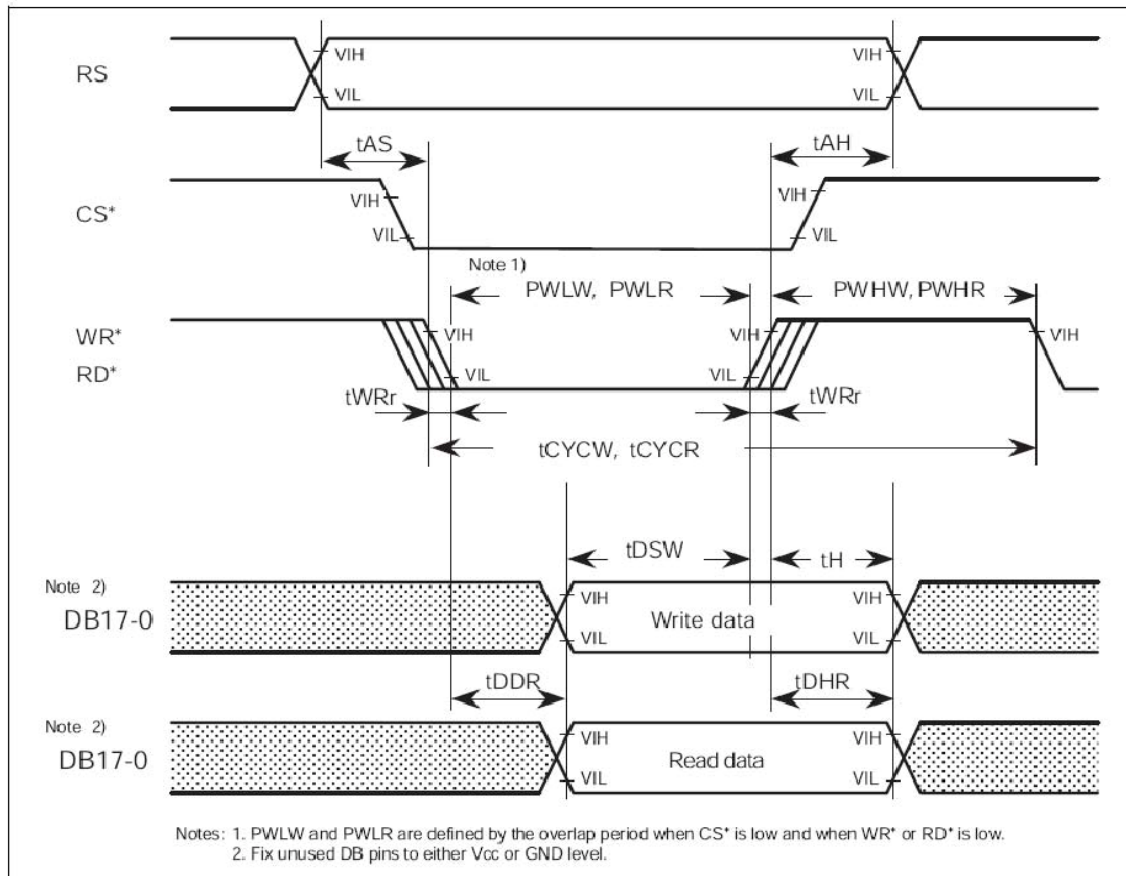 RS
VIH
VIL
VIH
VIL
tAS
tAH
CS*
VIH
VIL
VIH
VIL
Note 1)
PWLW, PWLR
PWHW, PWHR
WR*
RD*
VIH
VIL
VIH
VIL
VIH
tWRr
tWRr
tCYCW, tCYCR
tDSW
tH
Note 2)
DB17-0
VIH
VIL
Write data
VIH
VIL
tDDR
tDHR
Note 2)
DB17-0
VIH
VIL
Read data
VIH
VIL
Notes: 1. PWLW and PWLR are defined by the overlap period when CS* is low and when WR* or RD* is low.
2. Fix unused DB pins to either Vcc or GND level.